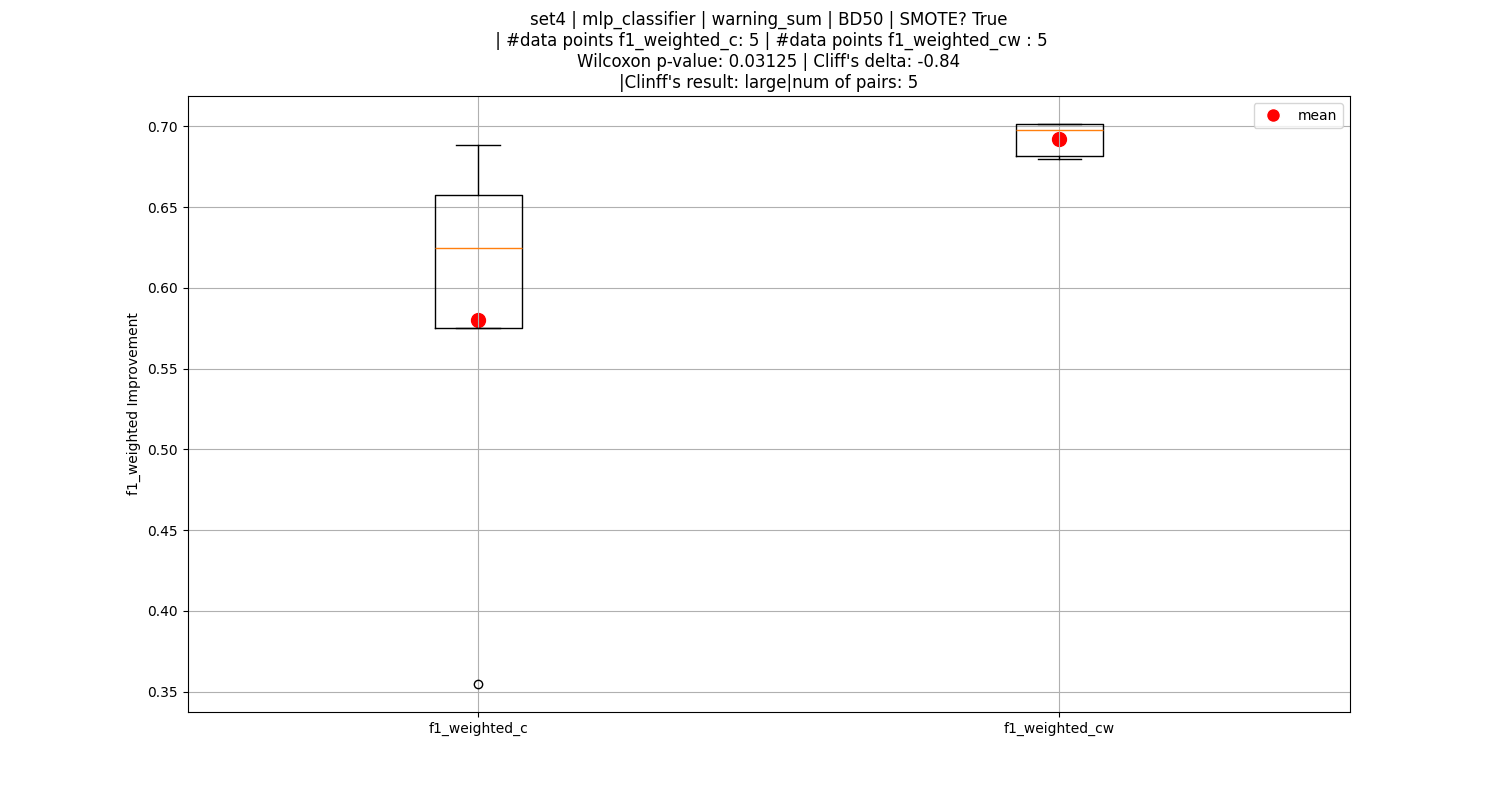 set4 | mlp_classifier | warning_sum | BD50 | SMOTE? True
| #data points f1_weighted_c: 5 | #data points f1_weighted_cw : 5
Wilcoxon p-value: 0.03125 | Cliff's delta: -0.84
|Clinff's result: large|num of pairs: 5
mean
0.70
0.65
0.60
0.55
0.50
0.45
0.40
0.35
f1_weighted Improvement
f1_weighted_c
f1_weighted_cw